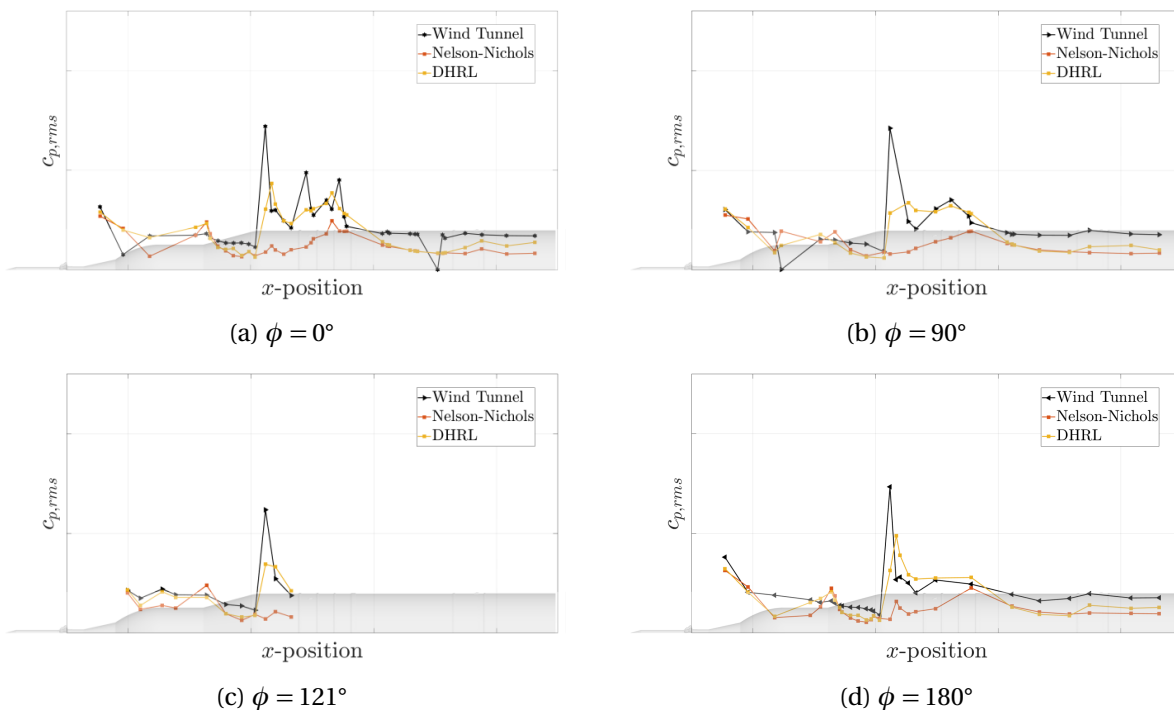 Wind Tunnel
Nelson-Nichols
DHRL
c_{p,rms}
x-position
(a) ϕ = 0°
Wind Tunnel
Nelson-Nichols
DHRL
c_{p,rms}
x-position
(b) ϕ = 90°
Wind Tunnel
Nelson-Nichols
DHRL
c_{p,rms}
x-position
(c) ϕ = 121°
Wind Tunnel
Nelson-Nichols
DHRL
c_{p,rms}
x-position
(d) ϕ = 180°